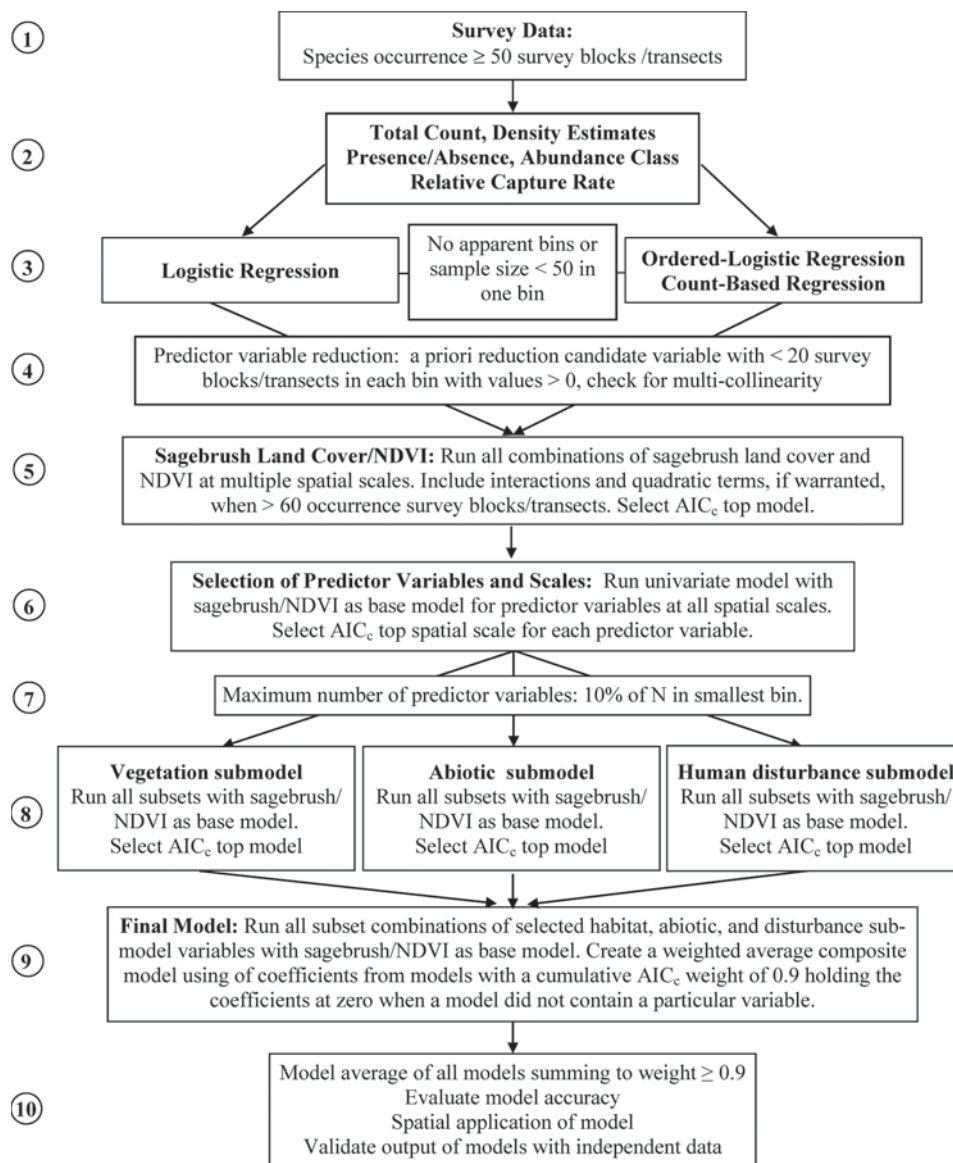 1
Survey Data:
Species occurrence ≥ 50 survey blocks /transects
2
Total Count, Density Estimates
Presence/Absence, Abundance Class
Relative Capture Rate
3
Logistic Regression
No apparent bins or
sample size < 50 in
one bin
Ordered-Logistic Regression
Count-Based Regression
4
Predictor variable reduction: a priori reduction candidate variable with < 20 survey
blocks/transects in each bin with values > 0, check for multi-collinearity
5
Sagebrush Land Cover/NDVI: Run all combinations of sagebrush land cover and
NDVI at multiple spatial scales. Include interactions and quadratic terms, if warranted,
when > 60 occurrence survey blocks/transects. Select AICc top model.
6
Selection of Predictor Variables and Scales: Run univariate model with
sagebrush/NDVI as base model for predictor variables at all spatial scales.
Select AICc top spatial scale for each predictor variable.
7
Maximum number of predictor variables: 10% of N in smallest bin.
8
Vegetation submodel
Run all subsets with sagebrush/
NDVI as base model.
Select AICc top model
Abiotic submodel
Run all subsets with sagebrush/
NDVI as base model.
Select AICc top model
Human disturbance submodel
Run all subsets with sagebrush/
NDVI as base model.
Select AICc top model
9
Final Model: Run all subset combinations of selected habitat, abiotic, and disturbance sub-
model variables with sagebrush/NDVI as base model. Create a weighted average composite
model using of coefficients from models with a cumulative AICc weight of 0.9 holding the
coefficients at zero when a model did not contain a particular variable.
10
Model average of all models summing to weight ≥ 0.9
Evaluate model accuracy
Spatial application of model
Validate output of models with independent data